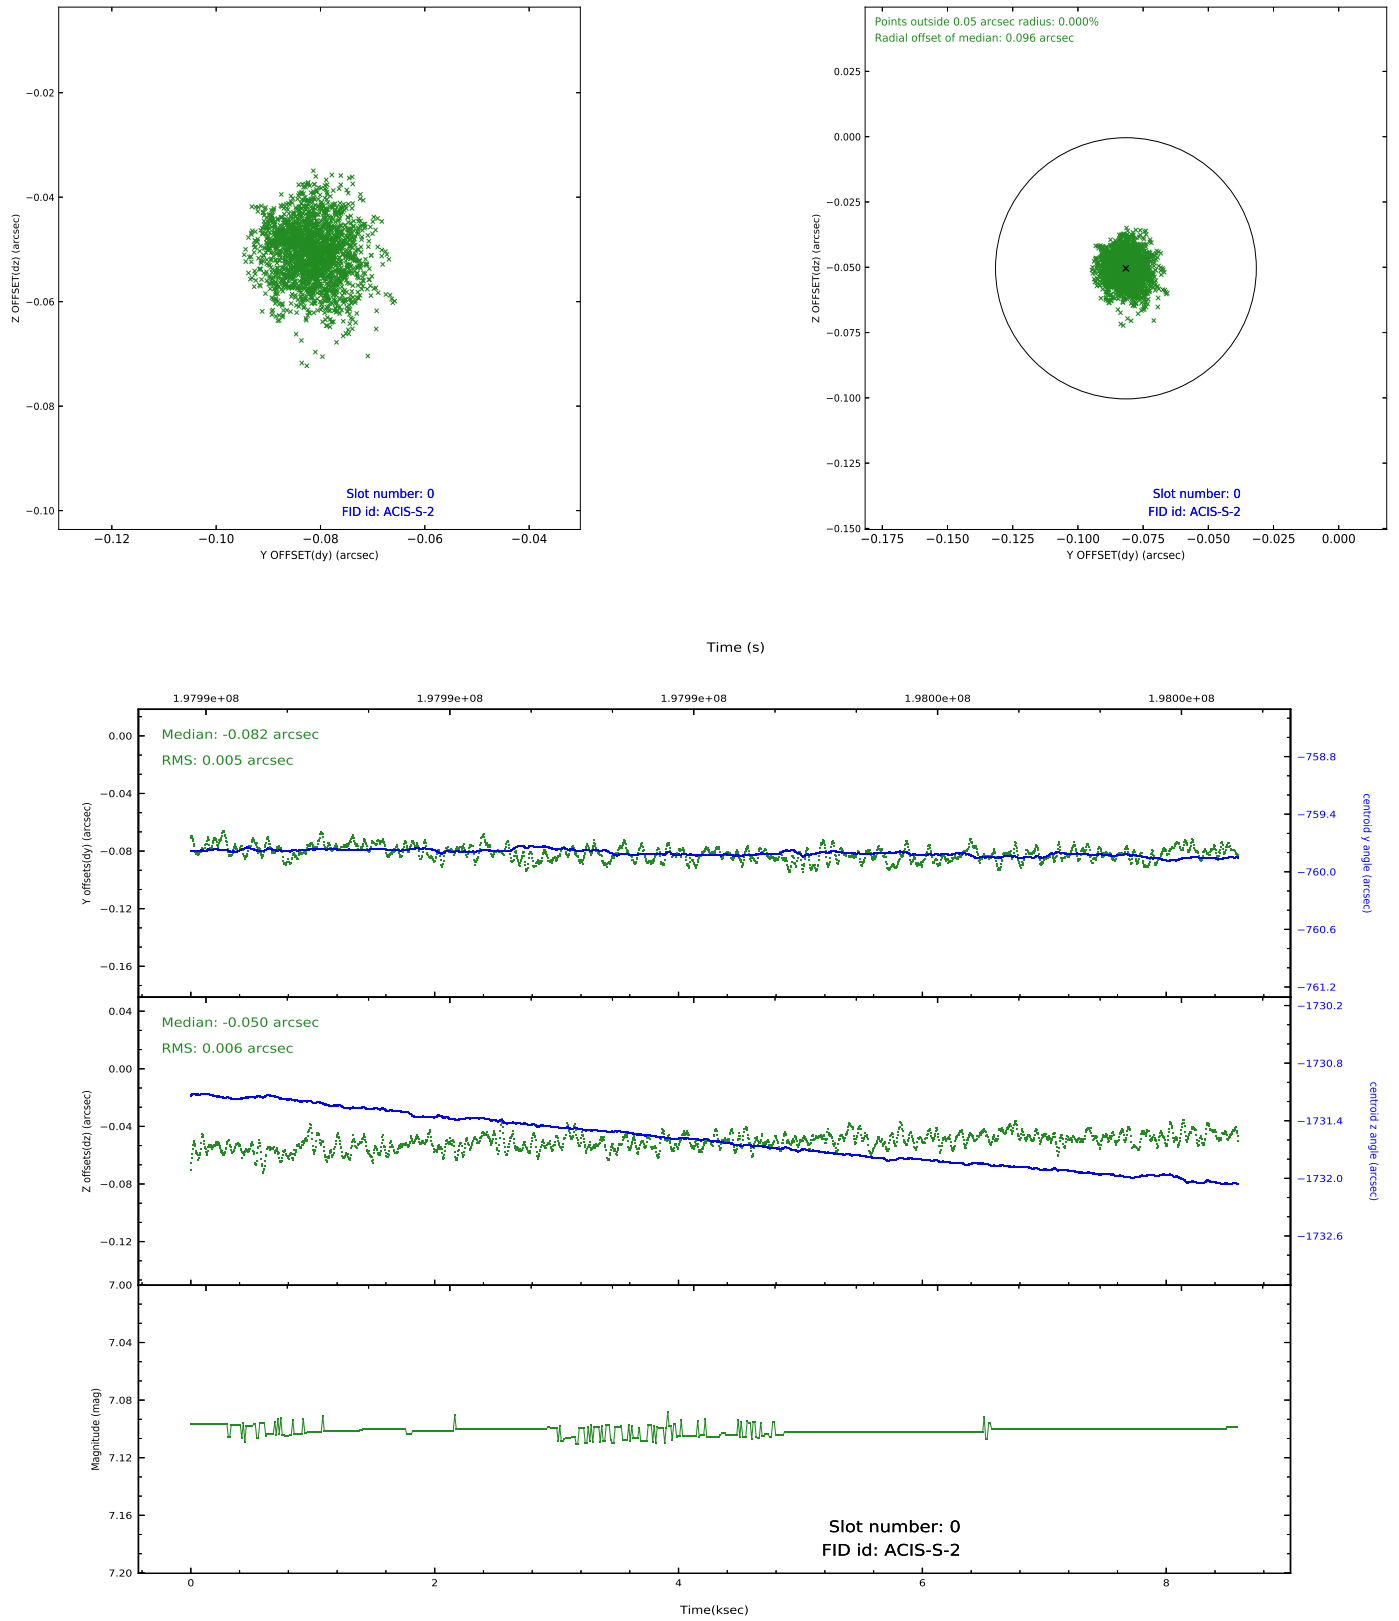 −0.02
−0.04
−0.06
−0.08
−0.10
Z OFFSET(dz) (arcsec)
Slot number: 0
FID id: ACIS-S-2
−0.12
−0.10
−0.08
−0.06
−0.04
Y OFFSET(dy) (arcsec)
Points outside 0.05 arcsec radius: 0.000%
Radial offset of median: 0.096 arcsec
0.025
0.000
−0.025
−0.050
−0.075
−0.100
−0.125
−0.150
Z OFFSET(dz) (arcsec)
Slot number: 0
FID id: ACIS-S-2
−0.175
−0.150
−0.125
−0.100
−0.075
−0.050
−0.025
0.000
Y OFFSET(dy) (arcsec)
Time (s)
1.9799e+08
1.9799e+08
1.9799e+08
1.9800e+08
1.9800e+08
Median: -0.082 arcsec
RMS: 0.005 arcsec
0.00
−0.04
−0.08
−0.12
−0.16
Y offsets(dy) (arcsec)
−758.8
−759.4
−760.0
−760.6
−761.2
centroid y angle (arcsec)
Median: -0.050 arcsec
RMS: 0.006 arcsec
0.04
0.00
−0.04
−0.08
−0.12
Z offsets(dz) (arcsec)
−1730.2
−1730.8
−1731.4
−1732.0
−1732.6
centroid z angle (arcsec)
7.00
7.04
7.08
7.12
7.16
7.20
Magnitude (mag)
Slot number: 0
FID id: ACIS-S-2
0
2
4
6
8
Time(ksec)